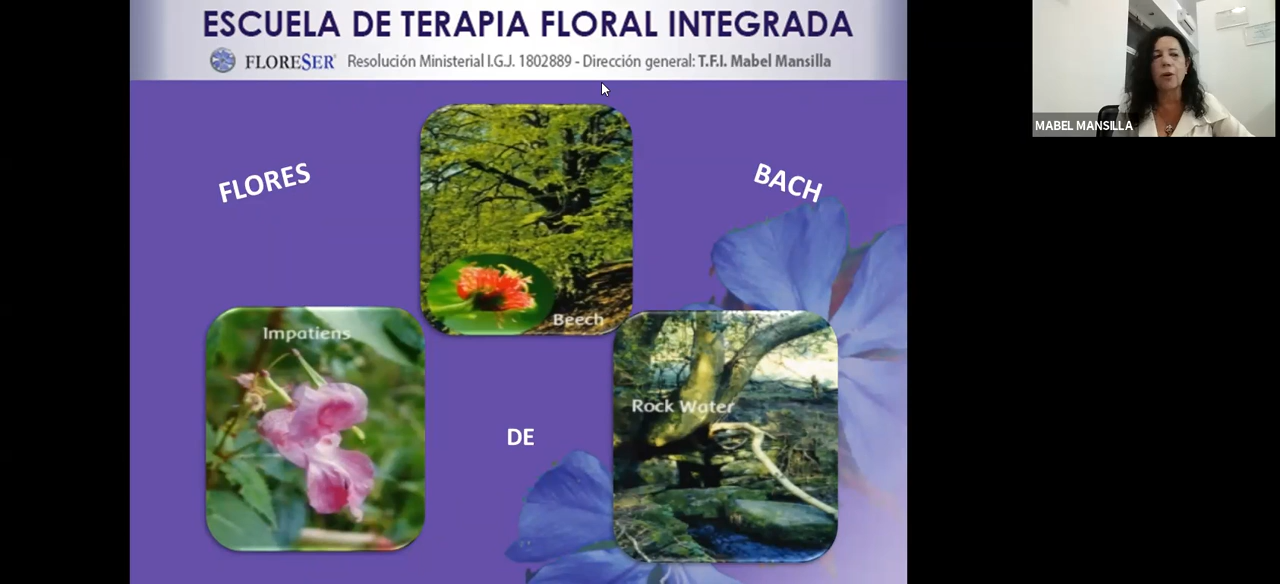 ESCUELA DE TERAPIA FLORAL INTEGRADA
FLORESER Resolución Ministerial I.G.J. 1802889 - Dirección general: T.F.I. Mabel Mansilla
MABEL MANSILLA
FLORES
BACH
Beech
Impatiens
Rock Water
DE